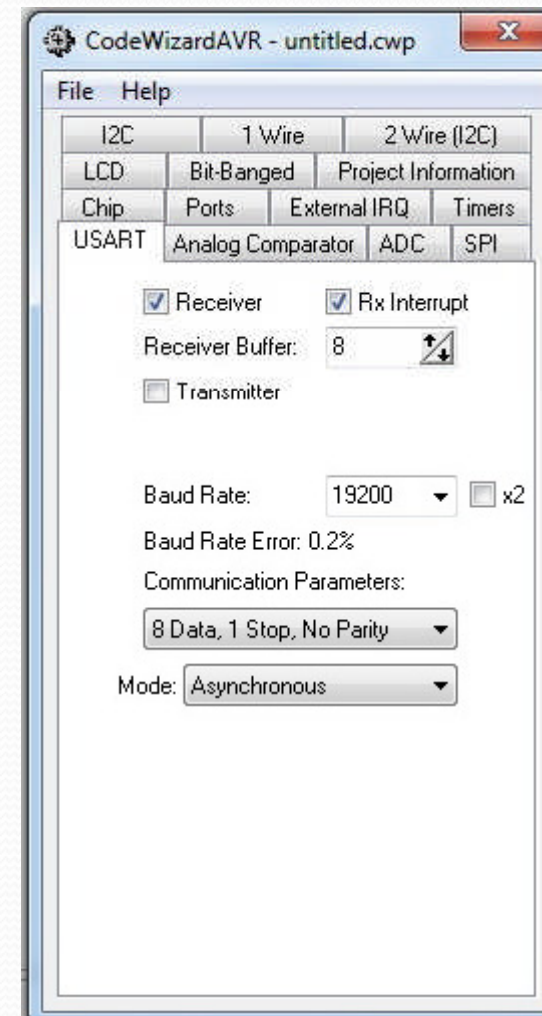 CodeWizardAVR - untitled.cwp
File Help
I2C 1 Wire 2 Wire (I2C)
LCD Bit-Banged Project Information
Chip Ports External IRQ Timers
USART Analog Comparator ADC SPI
Receiver Rx Interrupt
Receiver Buffer: 8
Transmitter
Baud Rate: 19200 x2
Baud Rate Error: 0.2%
Communication Parameters:
8 Data, 1 Stop, No Parity
Mode: Asynchronous